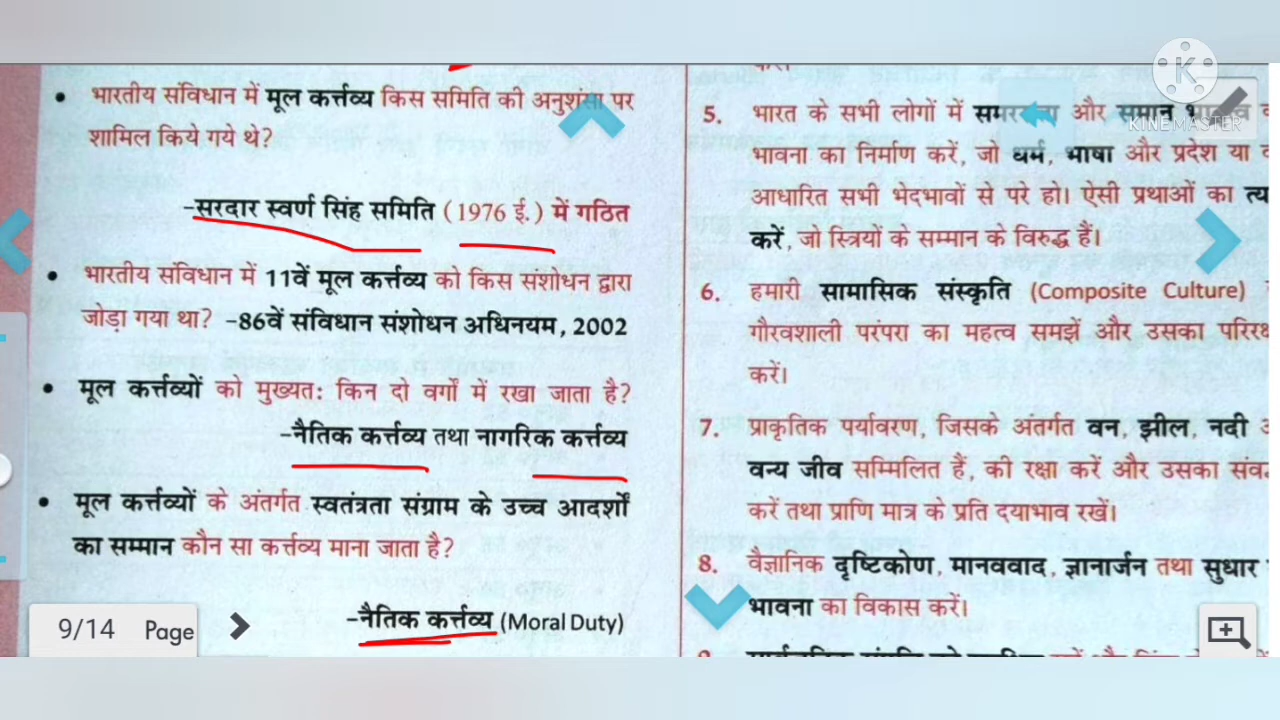 भारतीय संविधान में मूल कर्त्तव्य किस समिति की अनुशंसा पर
शामिल किये गये थे?
-सरदार स्वर्ण सिंह समिति (1976 ई.) में गठित
भारतीय संविधान में 11वें मूल कर्त्तव्य को किस संशोधन द्वारा
जोड़ा गया था? -86वें संविधान संशोधन अधिनयम, 2002
मूल कर्त्तव्यों को मुख्यतः किन दो वर्गों में रखा जाता है?
-नैतिक कर्त्तव्य तथा नागरिक कर्त्तव्य
मूल कर्त्तव्यों के अंतर्गत स्वतंत्रता संग्राम के उच्च आदर्शों
का सम्मान कौन सा कर्त्तव्य माना जाता है?
-नैतिक कर्त्तव्य (Moral Duty)
9/14 Page
5. भारत के सभी लोगों में और समान
भावना का निर्माण करें, जो धर्म, भाषा और प्रदेश या
आधारित सभी भेदभावों से परे हो। ऐसी प्रथाओं का
करें, जो स्त्रियों के सम्मान के विरुद्ध हैं।
6. हमारी सामासिक संस्कृति (Composite Culture)
गौरवशाली परंपरा का महत्व समझें और उसका
करें।
7. प्राकृतिक पर्यावरण, जिसके अंतर्गत वन, झील, नदी
वन्य जीव सम्मिलित हैं, की रक्षा करें और उसका
करें तथा प्राणि मात्र के प्रति दयाभाव रखें।
8. वैज्ञानिक दृष्टिकोण, मानववाद, ज्ञानार्जन तथा सुधार
भावना का विकास करें।
K
KINEMASTER